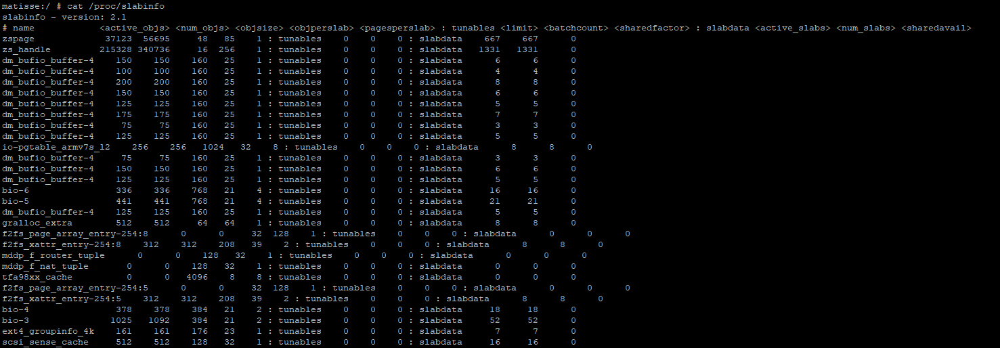 matisse:/ # cat /proc/slabinfo
slabinfo - version: 2.1
# name            <active_objs> <num_objs> <objsize> <objperslab> <pagesperslab> : tunables <limit> <batchcount> <sharedfactor> : slabdata <active_slabs> <num_slabs> <sharedavail>
zspage             37123  56695     48   85    1 : tunables    0    0    0 : slabdata    667    667      0
zs_handle         215328 340736     16  256    1 : tunables    0    0    0 : slabdata   1331   1331      0
dm_bufio_buffer-4    150    150    160   25    1 : tunables    0    0    0 : slabdata      6      6      0
dm_bufio_buffer-4    100    100    160   25    1 : tunables    0    0    0 : slabdata      4      4      0
dm_bufio_buffer-4    200    200    160   25    1 : tunables    0    0    0 : slabdata      8      8      0
dm_bufio_buffer-4    150    150    160   25    1 : tunables    0    0    0 : slabdata      6      6      0
dm_bufio_buffer-4    125    125    160   25    1 : tunables    0    0    0 : slabdata      5      5      0
dm_bufio_buffer-4    175    175    160   25    1 : tunables    0    0    0 : slabdata      7      7      0
dm_bufio_buffer-4     75     75    160   25    1 : tunables    0    0    0 : slabdata      3      3      0
dm_bufio_buffer-4    125    125    160   25    1 : tunables    0    0    0 : slabdata      5      5      0
io-pgtable_armv7s_l2    256    256   1024   32    8 : tunables    0    0    0 : slabdata      8      8      0
dm_bufio_buffer-4     75     75    160   25    1 : tunables    0    0    0 : slabdata      3      3      0
dm_bufio_buffer-4    150    150    160   25    1 : tunables    0    0    0 : slabdata      6      6      0
dm_bufio_buffer-4    125    125    160   25    1 : tunables    0    0    0 : slabdata      5      5      0
bio-6                336    336    768   21    4 : tunables    0    0    0 : slabdata     16     16      0
bio-5                441    441    768   21    4 : tunables    0    0    0 : slabdata     21     21      0
dm_bufio_buffer-4    125    125    160   25    1 : tunables    0    0    0 : slabdata      5      5      0
gralloc_extra        512    512     64   64    1 : tunables    0    0    0 : slabdata      8      8      0
f2fs_page_array_entry-254:8      0      0     32  128    1 : tunables    0    0    0 : slabdata      0      0      0
f2fs_xattr_entry-254:8    312    312    208   39    2 : tunables    0    0    0 : slabdata      8      8      0
mddp_f_router_tuple      0      0    128   32    1 : tunables    0    0    0 : slabdata      0      0      0
mddp_f_nat_tuple       0      0    128   32    1 : tunables    0    0    0 : slabdata      0      0      0
tfa98xx_cache          0      0   4096    8    8 : tunables    0    0    0 : slabdata      0      0      0
f2fs_page_array_entry-254:5      0      0     32  128    1 : tunables    0    0    0 : slabdata      0      0      0
f2fs_xattr_entry-254:5    312    312    208   39    2 : tunables    0    0    0 : slabdata      8      8      0
bio-4                378    378    384   21    2 : tunables    0    0    0 : slabdata     18     18      0
bio-3               1025   1092    384   21    2 : tunables    0    0    0 : slabdata     52     52      0
ext4_groupinfo_4k    161    161    176   23    1 : tunables    0    0    0 : slabdata      7      7      0
scsi_sense_cache     512    512    128   32    1 : tunables    0    0    0 : slabdata     16     16      0